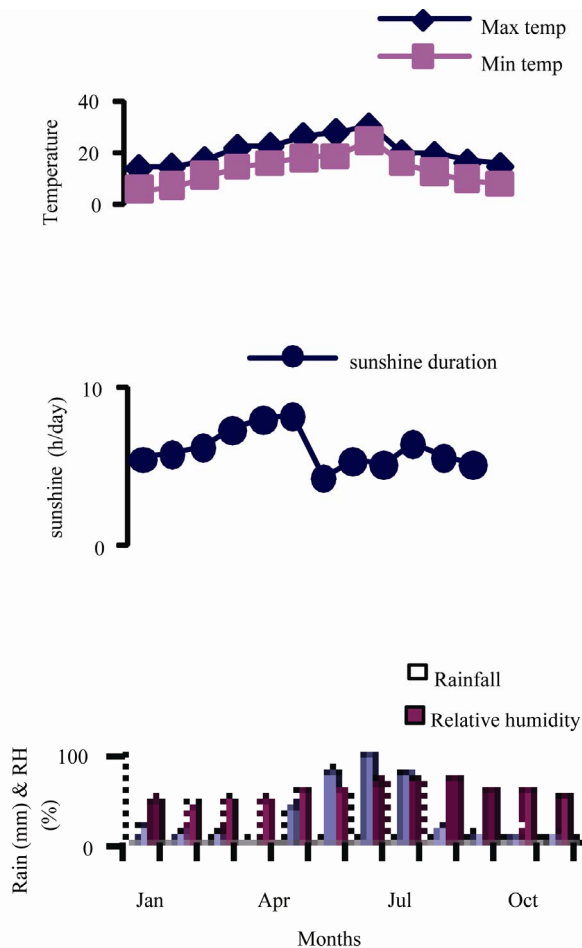 Max temp
Min temp
40
20
0
Temperature
sunshine duration
10
0
sunshine (h/day)
Rainfall
Relative humidity
100
0
Rain (mm) & RH
(%)
Jan Apr Jul Oct
Months